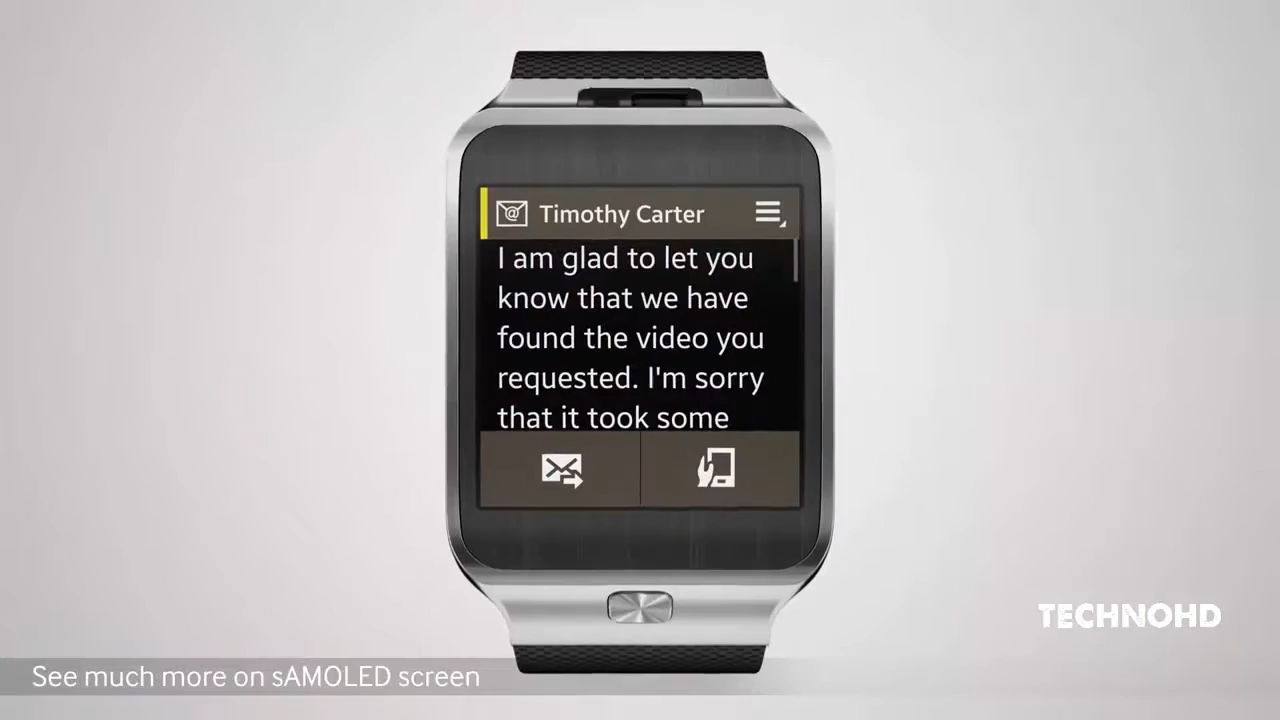 Timothy Carter
I am glad to let you
know that we have
found the video you
requested. I'm sorry
that it took some
TECHNOHD
See much more on sAMOLED screen